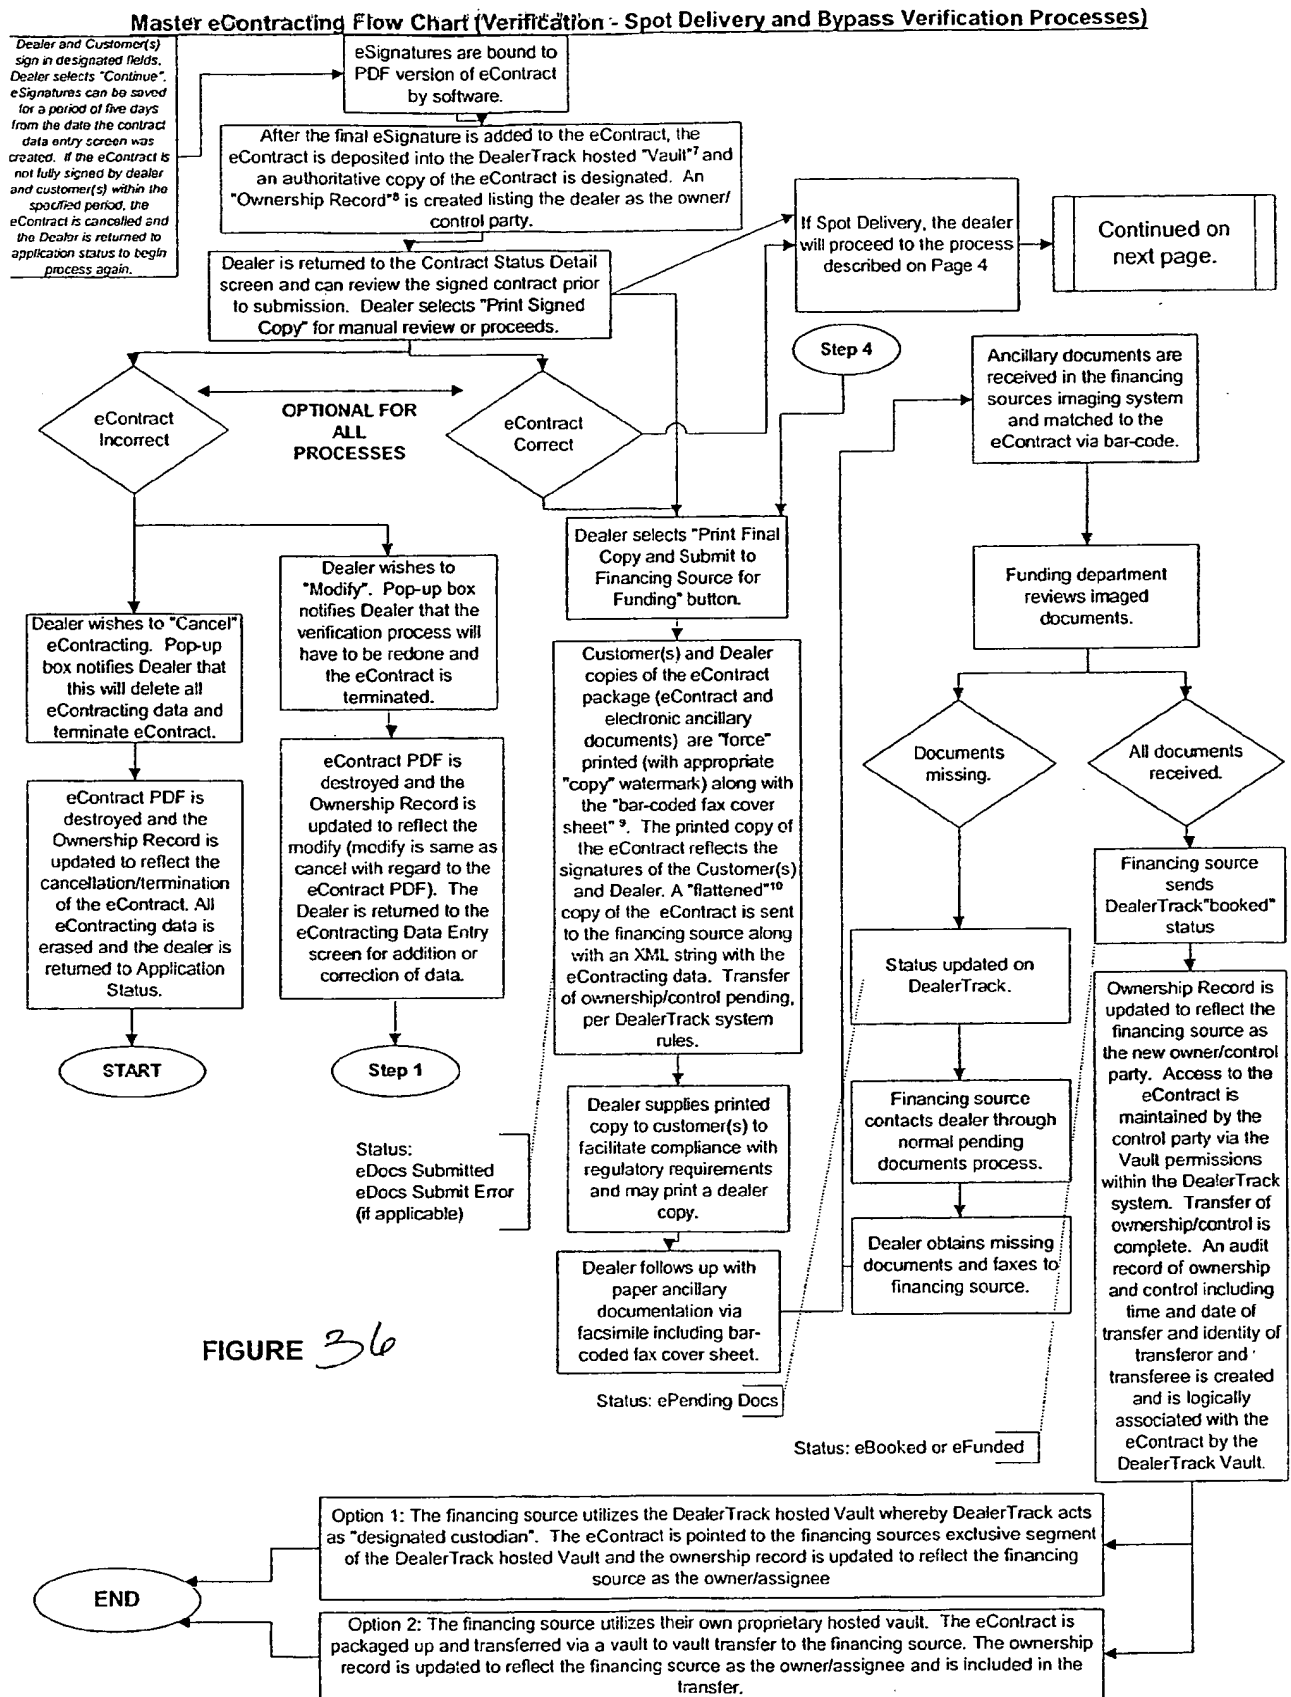 Master eContracting Flow Chart (Verification - Spot Delivery and Bypass Verification Processes)
Dealer and Customer(s)
sign in designated fields.
Dealer selects "Continue".
eSignatures can be saved
for a period of five days
from the date the contract
data entry screen was
created. If the eContract is
not fully signed by dealer
and customer(s) within the
specified period, the
eContract is cancelled and
the Dealer is returned to
application status to begin
process again.
eSignatures are bound to
PDF version of eContract
by software.
After the final eSignature is added to the eContract, the
eContract is deposited into the DealerTrack hosted "Vault"7 and
an authoritative copy of the eContract is designated. An
"Ownership Record"8 is created listing the dealer as the owner/
control party.
Dealer is returned to the Contract Status Detail
screen and can review the signed contract prior
to submission. Dealer selects "Print Signed
Copy" for manual review or proceeds.
If Spot Delivery, the dealer
will proceed to the process
described on Page 4
Continued on
next page.
eContract
Incorrect
OPTIONAL FOR
ALL
PROCESSES
eContract
Correct
Step 4
Ancillary documents are
received in the financing
sources imaging system
and matched to the
eContract via bar-code.
Dealer wishes to "Cancel"
eContracting. Pop-up
box notifies Dealer that
this will delete all
eContracting data and
terminate eContract.
Dealer wishes to
"Modify". Pop-up box
notifies Dealer that the
verification process will
have to be redone and
the eContract is
terminated.
Dealer selects "Print Final
Copy and Submit to
Financing Source for
Funding" button.
Funding department
reviews imaged
documents.
eContract PDF is
destroyed and the
Ownership Record is
updated to reflect the
cancellation/termination
of the eContract. All
eContracting data is
erased and the dealer is
returned to Application
Status.
eContract PDF is
destroyed and the
Ownership Record is
updated to reflect the
modify (modify is same as
cancel with regard to the
eContract PDF). The
Dealer is returned to the
eContracting Data Entry
screen for addition or
correction of data.
Customer(s) and Dealer
copies of the eContract
package (eContract and
electronic ancillary
documents) are "force"
printed (with appropriate
"copy" watermark) along with
the "bar-coded fax cover
sheet" 9. The printed copy of
the eContract reflects the
signatures of the Customer(s)
and Dealer. A "flattened"10
copy of the eContract is sent
to the financing source along
with an XML string with the
eContracting data. Transfer
of ownership/control pending,
per DealerTrack system
rules.
Documents
missing.
All documents
received.
Status updated on
DealerTrack.
Financing source
sends
DealerTrack"booked"
status
START
Step 1
Status:
eDocs Submitted
eDocs Submit Error
(if applicable)
Dealer supplies printed
copy to customer(s) to
facilitate compliance with
regulatory requirements
and may print a dealer
copy.
Financing source
contacts dealer through
normal pending
documents process.
Dealer follows up with
paper ancillary
documentation via
facsimile including bar-
coded fax cover sheet.
Dealer obtains missing
documents and faxes to
financing source.
Ownership Record is
updated to reflect the
financing source as
the new owner/control
party. Access to the
eContract is
maintained by the
control party via the
Vault permissions
within the DealerTrack
system. Transfer of
ownership/control is
complete. An audit
record of ownership
and control including
time and date of
transfer and identity of
transferor and
transferee is created
and is logically
associated with the
eContract by the
DealerTrack Vault.
FIGURE 36
Status: ePending Docs
Status: eBooked or eFunded
Option 1: The financing source utilizes the DealerTrack hosted Vault whereby DealerTrack acts
as "designated custodian". The eContract is pointed to the financing sources exclusive segment
of the DealerTrack hosted Vault and the ownership record is updated to reflect the financing
source as the owner/assignee
END
Option 2: The financing source utilizes their own proprietary hosted vault. The eContract is
packaged up and transferred via a vault to vault transfer to the financing source. The ownership
record is updated to reflect the financing source as the owner/assignee and is included in the
transfer.